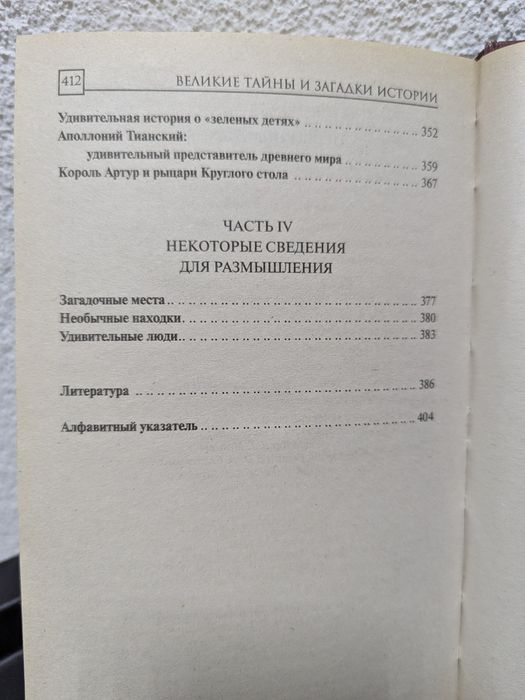 412 ВЕЛИКИЕ ТАЙНЫ И ЗАГАДКИ ИСТОРИИ
Удивительная история о «зеленых детях» .. .. .. .. .. .. .. .. .. .. .. 352
Аполлоний Тианский:
удивительный представитель древнего мира .. .. .. .. .. .. .. 359
Король Артур и рыцари Круглого стола .. .. .. .. .. .. .. .. .. .. .. 367
ЧАСТЬ IV
НЕКОТОРЫЕ СВЕДЕНИЯ
ДЛЯ РАЗМЫШЛЕНИЯ
Загадочные места .. .. .. .. .. .. .. .. .. .. .. .. .. .. .. .. .. .. .. .. 377
Необычные находки. .. .. .. .. .. .. .. .. .. .. .. .. .. .. .. .. .. .. .. 380
Удивительные люди.. .. .. .. .. .. .. .. .. .. .. .. .. .. .. .. .. .. .. .. 383
Литература .. .. .. .. .. .. .. .. .. .. .. .. .. .. .. .. .. .. .. .. .. .. .. 386
Алфавитный указатель .. .. .. .. .. .. .. .. .. .. .. .. .. .. .. .. .. .. 404